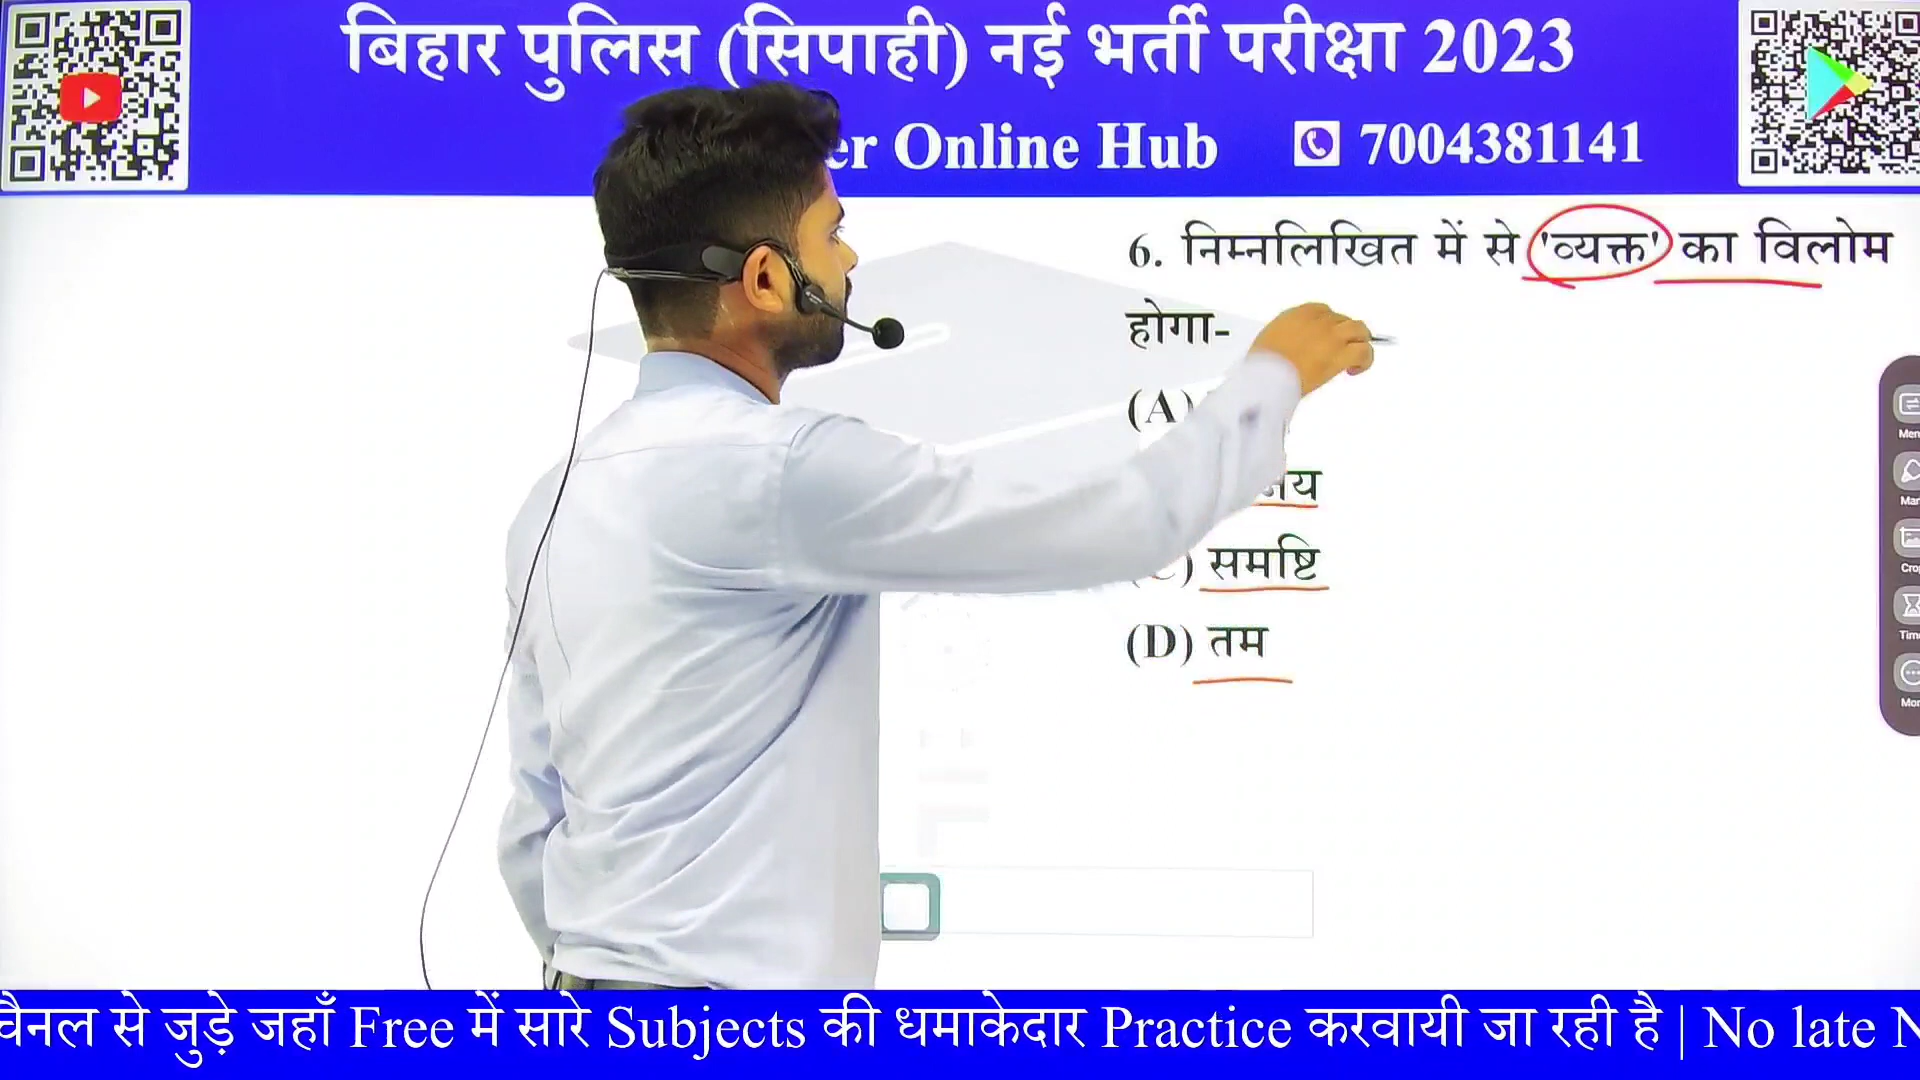 बिहार पुलिस (सिपाही) नई भर्ती परीक्षा 2023
er Online Hub 7004381141
6. निम्नलिखित में से 'व्यक्त' का विलोम
होगा-
(A)
समष्टि
(D) तम
Time
चैनल से जुड़े जहाँ Free में सारे Subjects की धमाकेदार Practice करवायी जा रही है | No late N